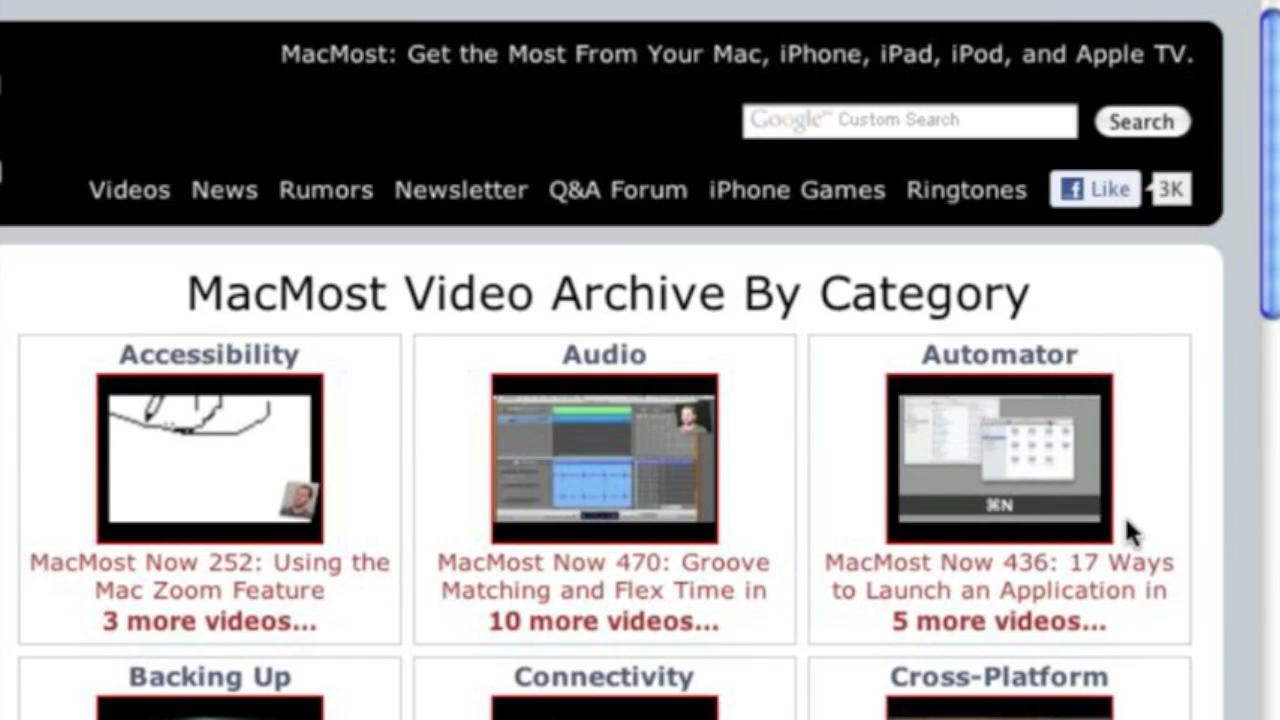 MacMost: Get the Most From Your Mac, iPhone, iPad, iPod, and Apple TV.
Google™ Custom Search
Search
Videos News Rumors Newsletter Q&A Forum iPhone Games Ringtones Like 3K
MacMost Video Archive By Category
Accessibility
MacMost Now 252: Using the
Mac Zoom Feature
3 more videos...
Audio
MacMost Now 470: Groove
Matching and Flex Time in
10 more videos...
Automator
⌘N
MacMost Now 436: 17 Ways
to Launch an Application in
5 more videos...
Backing Up
Connectivity
Cross-Platform